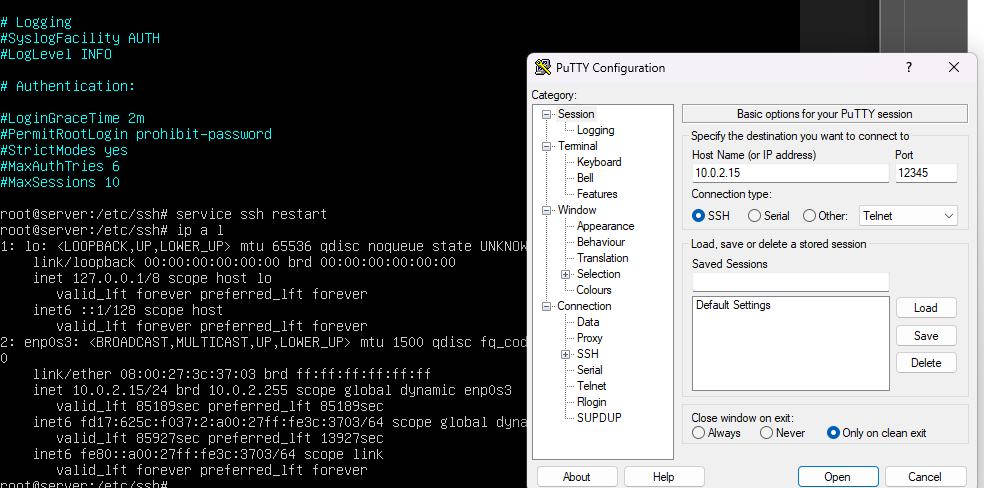 # Logging
#SyslogFacility AUTH
#LogLevel INFO
# Authentication:
#LoginGraceTime 2m
#PermitRootLogin prohibit-password
#StrictModes yes
#MaxAuthTries 6
#MaxSessions 10
root@server:/etc/ssh# service ssh restart
root@server:/etc/ssh# ip a l
1: lo: <LOOPBACK,UP,LOWER_UP> mtu 65536 qdisc noqueue state UNKNOW
link/loopback 00:00:00:00:00:00 brd 00:00:00:00:00:00
inet 127.0.0.1/8 scope host lo
valid_lft forever preferred_lft forever
inet6 ::1/128 scope host
valid_lft forever preferred_lft forever
2: enp0s3: <BROADCAST,MULTICAST,UP,LOWER_UP> mtu 1500 qdisc fq_cod
0
link/ether 08:00:27:3c:37:03 brd ff:ff:ff:ff:ff:ff
inet 10.0.2.15/24 brd 10.0.2.255 scope global dynamic enp0s3
valid_lft 85189sec preferred_lft 85189sec
inet6 fd17:625c:f037:2:a00:27ff:fe3c:3703/64 scope global dyna
valid_lft 85927sec preferred_lft 13927sec
inet6 fe80::a00:27ff:fe3c:3703/64 scope link
valid_lft forever preferred_lft forever
root@server:/etc/ssh#
PuTTY Configuration
?
Category:
Session
Logging
Terminal
Keyboard
Bell
Features
Window
Appearance
Behaviour
Translation
Selection
Colours
Connection
Data
Proxy
SSH
Serial
Telnet
Rlogin
SUPDUP
Basic options for your PuTTY session
Specify the destination you want to connect to
Host Name (or IP address) Port
10.0.2.15 12345
Connection type:
SSH Serial Other: Telnet
Load, save or delete a stored session
Saved Sessions
Default Settings
Load
Save
Delete
Close window on exit:
Always Never Only on clean exit
About Help Open Cancel